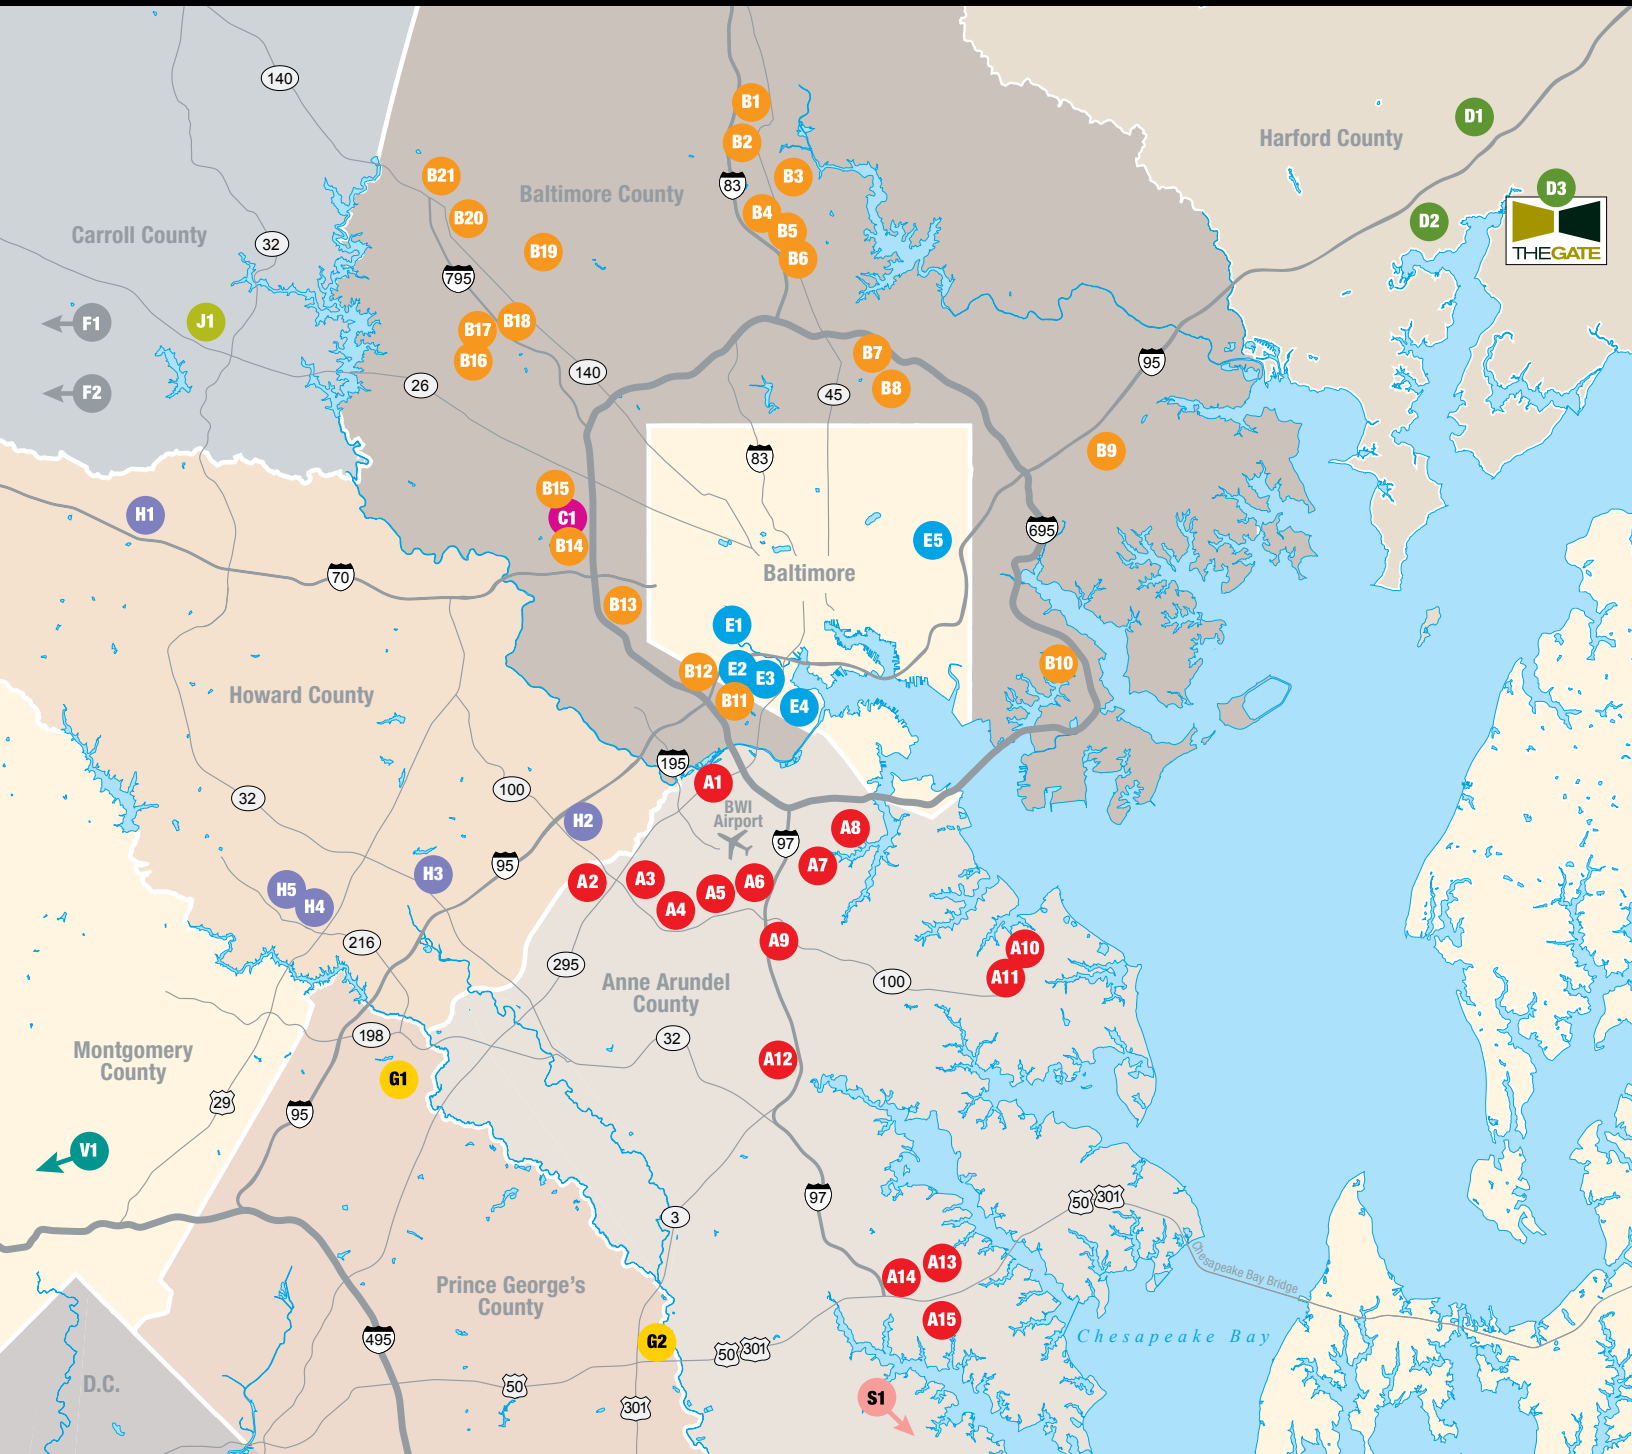 140
B1
D1
B2
Harford County
B21
B3
83
D3
Baltimore County
B20
B4
D2
B5
Carroll County
32
B19
B6
THEGATE
795
F1
J1
B18
B17
B7
B16
95
140
26
B8
F2
45
B9
83
B15
H1
C1
695
E5
B14
Baltimore
70
B13
E1
B10
B12
E2
E3
Howard County
B11
E4
195
A1
100
32
BWI
Airport
H2
A8
97
95
A7
H3
A2
A3
A6
H5
A5
H4
A4
216
A9
A10
295
A11
Anne Arundel
County
100
198
32
Montgomery
County
A12
G1
29
95
V1
97
50
301
3
Chesapeake Bay Bridge
A13
A14
Prince George's
County
A15
Chesapeake Bay
495
G2
50
301
D.C.
50
S1
301